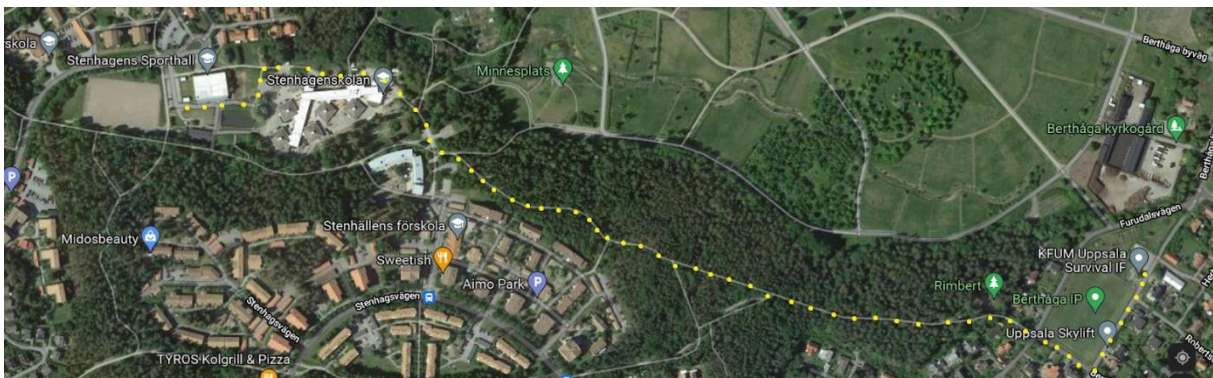 Stenhagens Sporthall
Stenhagenskolan
Minnesplats
Berthåga byväg
Berthåga kyrkogård
P
Furudalsvägen
Stenhällens förskola
Midosbeauty
Sweetish
Stenhagsvägen
Aimo Park
P
KFUM Uppsala
Survival IF
Rimbert
Berthåga IP
Stenhagsvägen
Uppsala Skylift
TYROS Kolgrill & Pizza